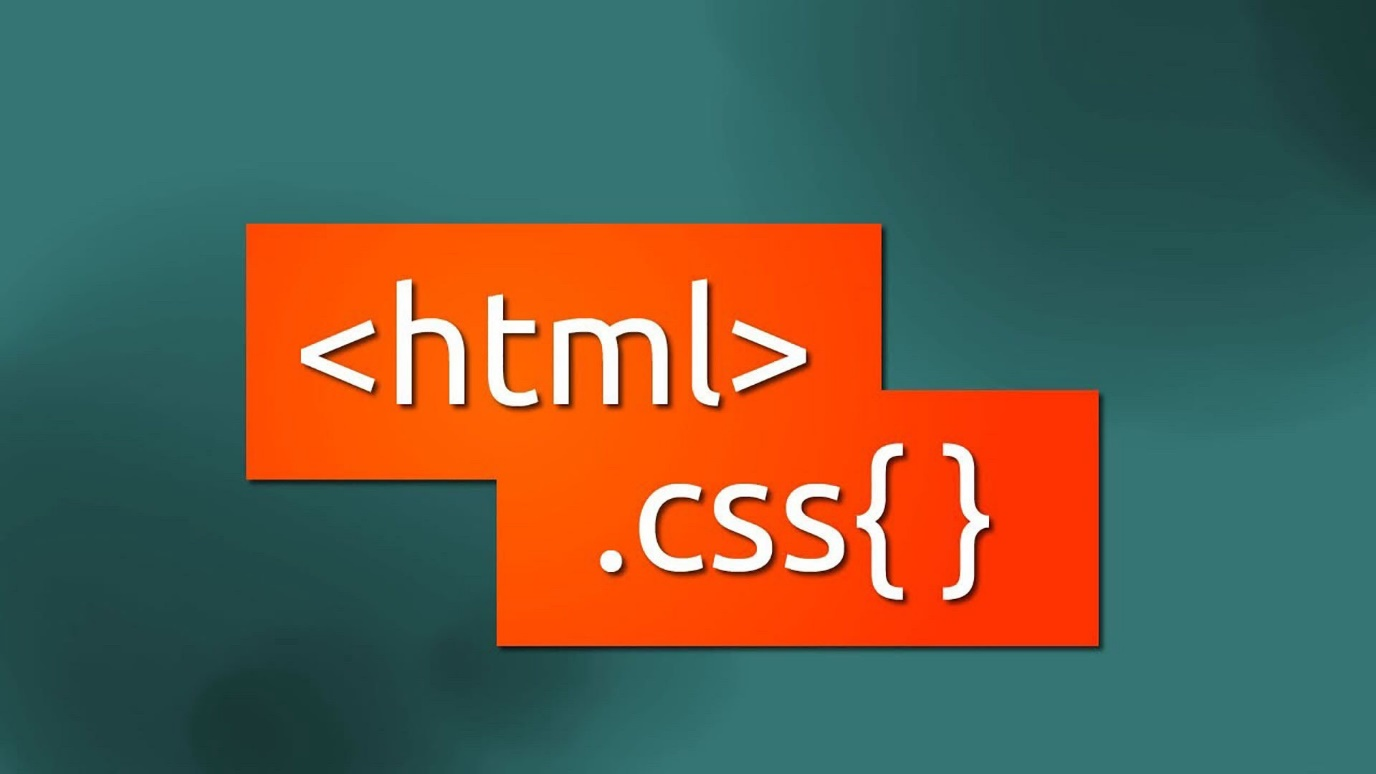 <html>
.css{ }